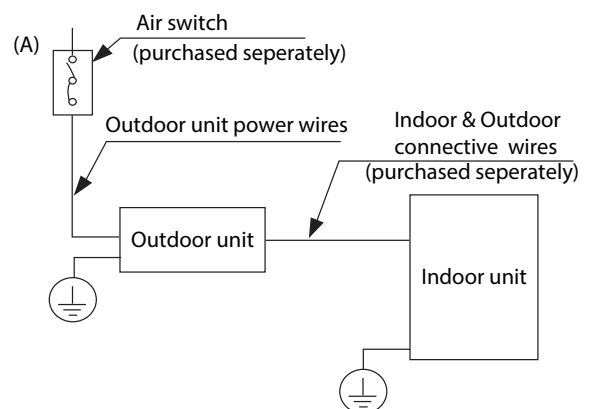 (A)
Air switch
(purchased seperately)
Outdoor unit power wires
Indoor & Outdoor
connective wires
(purchased seperately)
Outdoor unit
Indoor unit